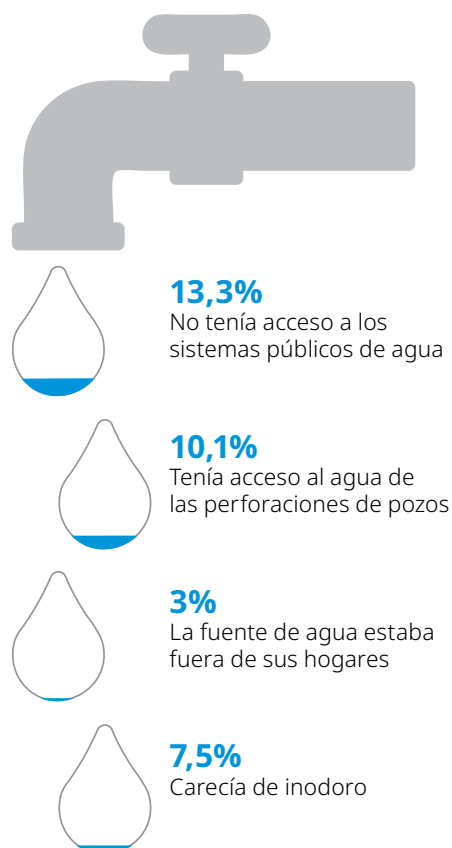 13,3%
No tenía acceso a los
sistemas públicos de agua
10,1%
Tenía acceso al agua de
las perforaciones de pozos
3%
La fuente de agua estaba
fuera de sus hogares
7,5%
Carecía de inodoro